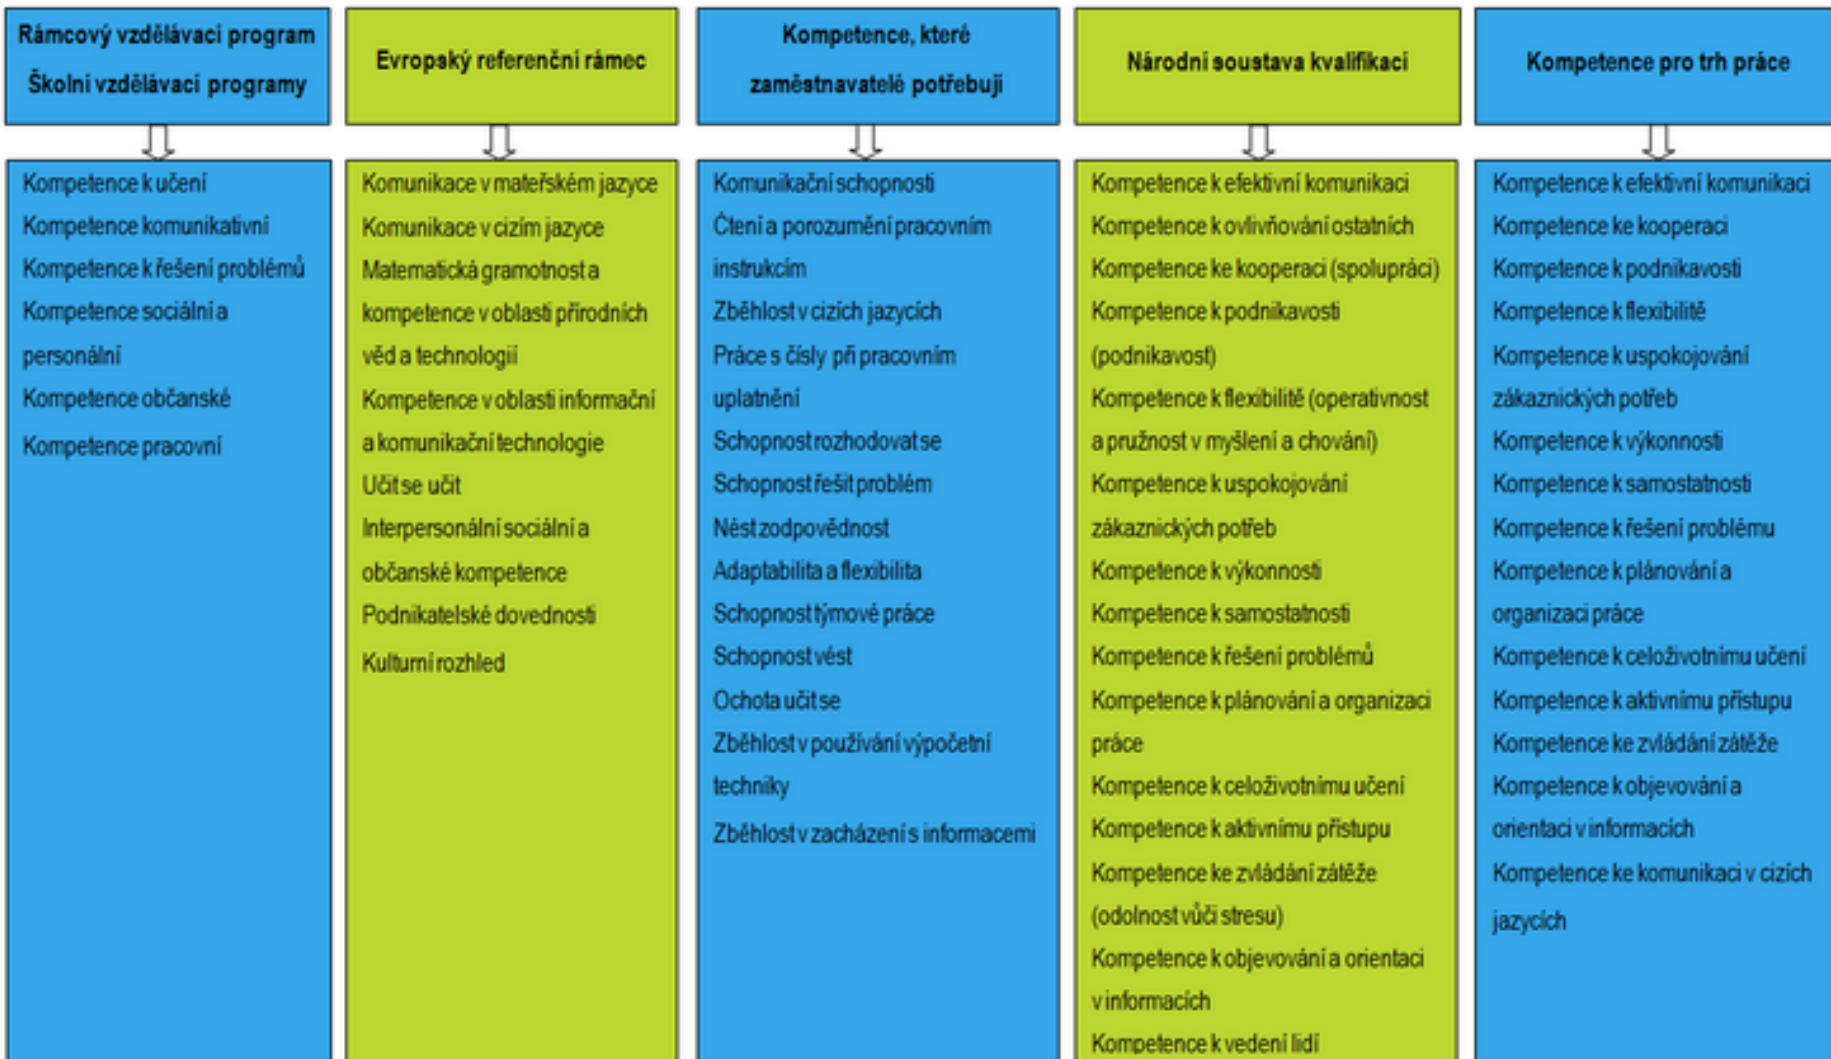 Rámcový vzdělávací program
Školní vzdělávací programy
Kompetence k učení
Kompetence komunikativní
Kompetence k řešení problémů
Kompetence sociální a
personální
Kompetence občanské
Kompetence pracovní
Evropský referenční rámec
Komunikace v mateřském jazyce
Komunikace v cizím jazyce
Matematická gramotnost a
kompetence v oblasti přírodních
věd a technologií
Kompetence v oblasti informační
a komunikační technologie
Učit se učit
Interpersonální sociální a
občanské kompetence
Podnikatelské dovednosti
Kulturní rozhled
Kompetence, které
zaměstnavatelé potřebují
Komunikační schopnosti
Čtení a porozumění pracovním
instrukcím
Zběhlost v cizích jazycích
Práce s čísly při pracovním
uplatnění
Schopnost rozhodovat se
Schopnost řešit problém
Nést zodpovědnost
Adaptabilita a flexibilita
Schopnost týmové práce
Schopnost vést
Ochota učit se
Zběhlost v používání výpočetní
techniky
Zběhlost v zacházení s informacemi
Národní soustava kvalifikací
Kompetence k efektivní komunikaci
Kompetence k ovlivňování ostatních
Kompetence ke kooperaci (spolupráci)
Kompetence k podnikavosti
(podnikavost)
Kompetence k flexibilitě (operativnost
a pružnost v myšlení a chování)
Kompetence k uspokojování
zákaznických potřeb
Kompetence k výkonnosti
Kompetence k samostatnosti
Kompetence k řešení problémů
Kompetence k plánování a organizaci
práce
Kompetence k celoživotnímu učení
Kompetence k aktivnímu přístupu
Kompetence ke zvládání zátěže
(odolnost vůči stresu)
Kompetence k objevování a orientaci
v informacích
Kompetence k vedení lidí
Kompetence pro trh práce
Kompetence k efektivní komunikaci
Kompetence ke kooperaci
Kompetence k podnikavosti
Kompetence k flexibilitě
Kompetence k uspokojování
zákaznických potřeb
Kompetence k výkonnosti
Kompetence k samostatnosti
Kompetence k řešení problému
Kompetence k plánování a
organizaci práce
Kompetence k celoživotnímu učení
Kompetence k aktivnímu přístupu
Kompetence ke zvládání zátěže
Kompetence k objevování a
orientaci v informacích
Kompetence ke komunikaci v cizích
jazycích